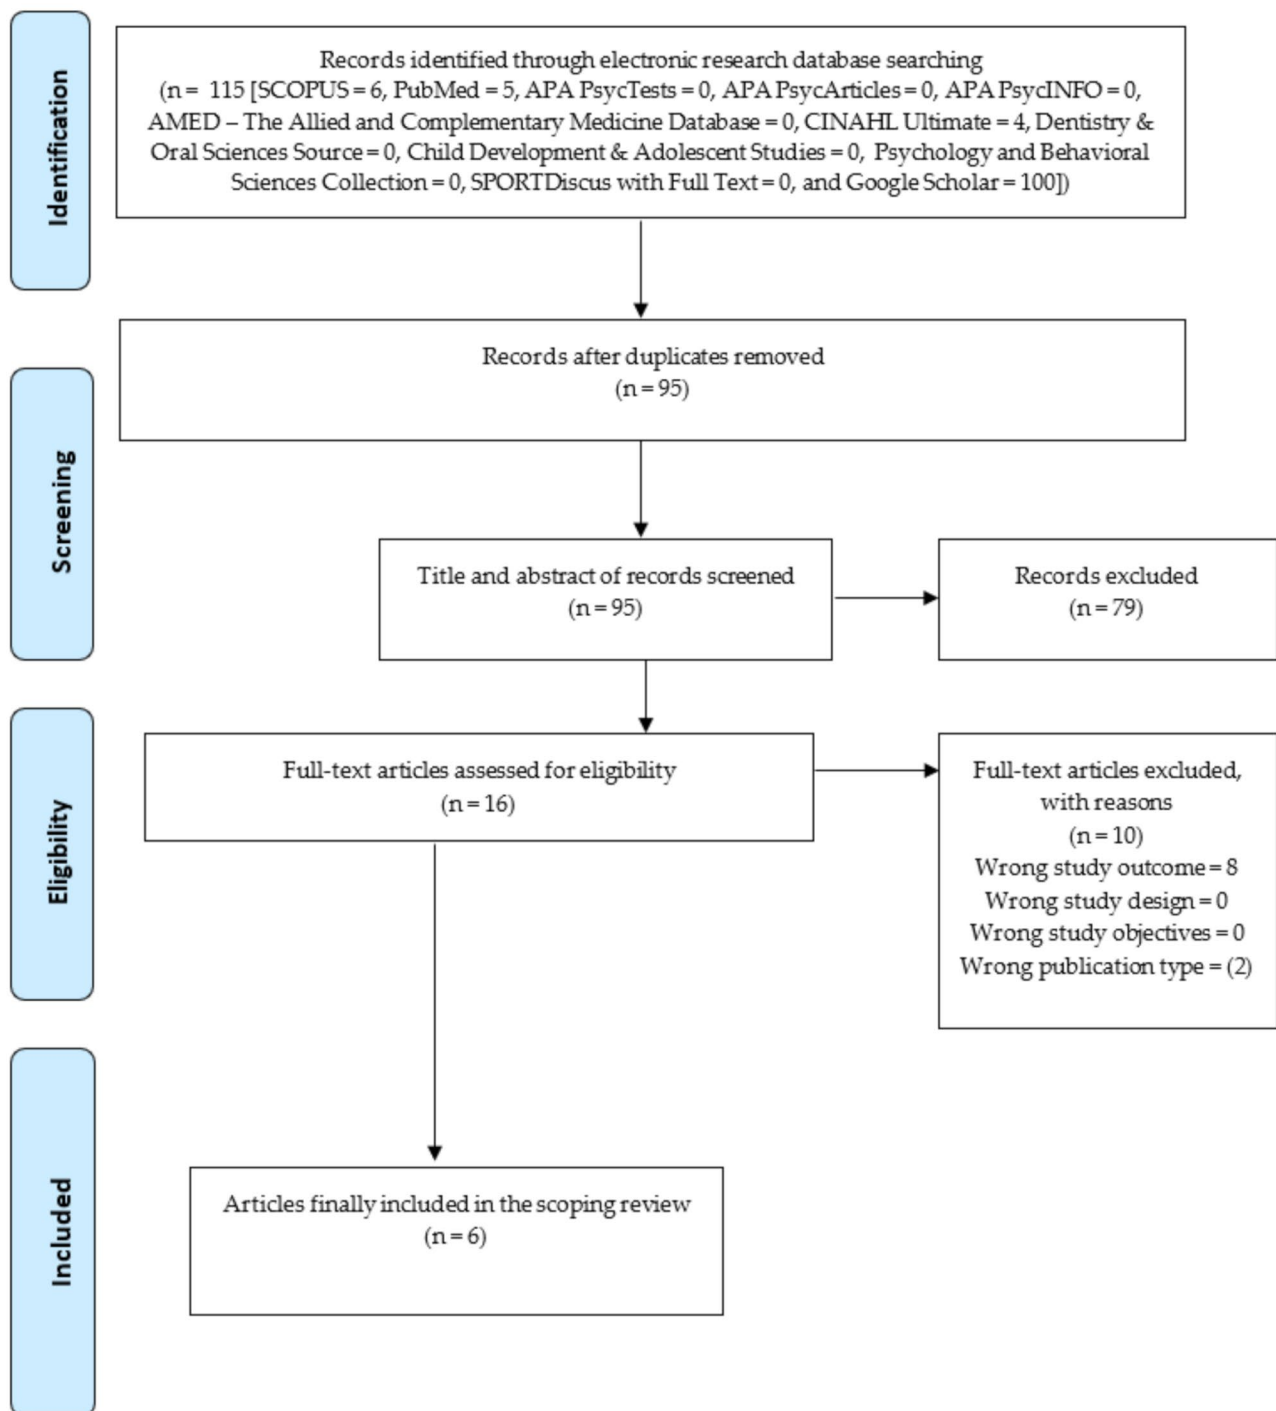 Identification
Records identified through electronic research database searching
(n = 115 [SCOPUS = 6, PubMed = 5, APA PsycTests = 0, APA PsycArticles = 0, APA PsycINFO = 0,
AMED – The Allied and Complementary Medicine Database = 0, CINAHL Ultimate = 4, Dentistry &
Oral Sciences Source = 0, Child Development & Adolescent Studies = 0, Psychology and Behavioral
Sciences Collection = 0, SPORTDiscus with Full Text = 0, and Google Scholar = 100])
Records after duplicates removed
(n = 95)
Screening
Title and abstract of records screened
(n = 95)
Records excluded
(n = 79)
Eligibility
Full-text articles assessed for eligibility
(n = 16)
Full-text articles excluded,
with reasons
(n = 10)
Wrong study outcome = 8
Wrong study design = 0
Wrong study objectives = 0
Wrong publication type = (2)
Included
Articles finally included in the scoping review
(n = 6)